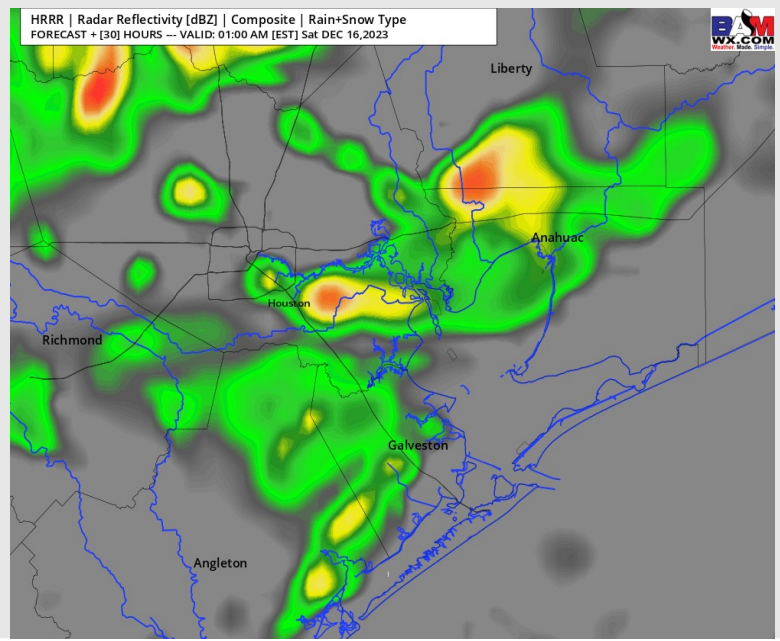 HRRR | Radar Reflectivity [dBZ] | Composite | Rain+Snow Type
FORECAST + [30] HOURS --- VALID: 01:00 AM [EST] Sat DEC 16,2023
BAM
WX.COM
Weather. Made. Simple.
Liberty
Anahuac
Houston
Richmond
Galveston
Angleton